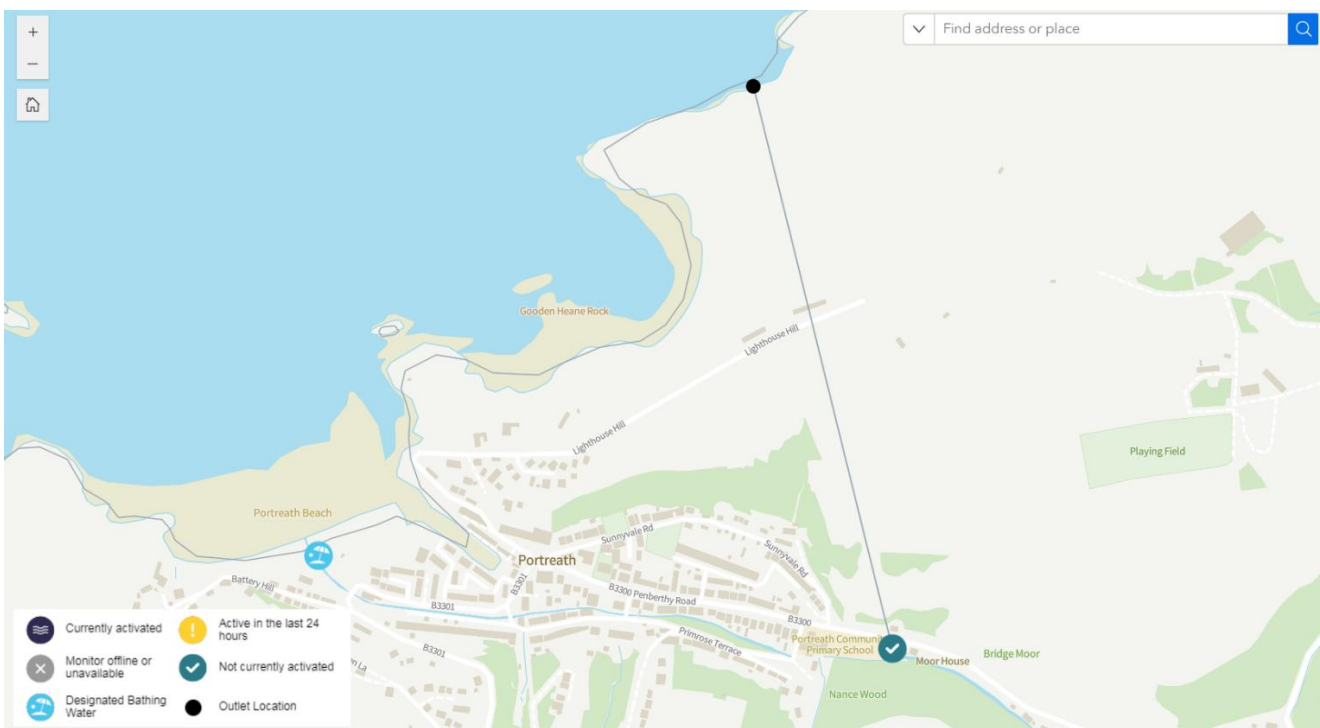 +
Find address or place
−
Gooden Heane Rock
Lighthouse Hill
Lighthouse Hill
Playing Field
Portreath Beach
Sunnyvale Rd
Sunnyvale Rd
Portreath
B3301
Battery Hill
B3300 Penberthy Road
B3301
B3300
Primrose Terrace
Portreath Communi
Primary School
B3301
Moor House
Bridge Moor
Nance Wood
n La
Currently activated
Active in the last 24
hours
Monitor offline or
unavailable
Not currently activated
Designated Bathing
Water
Outlet Location